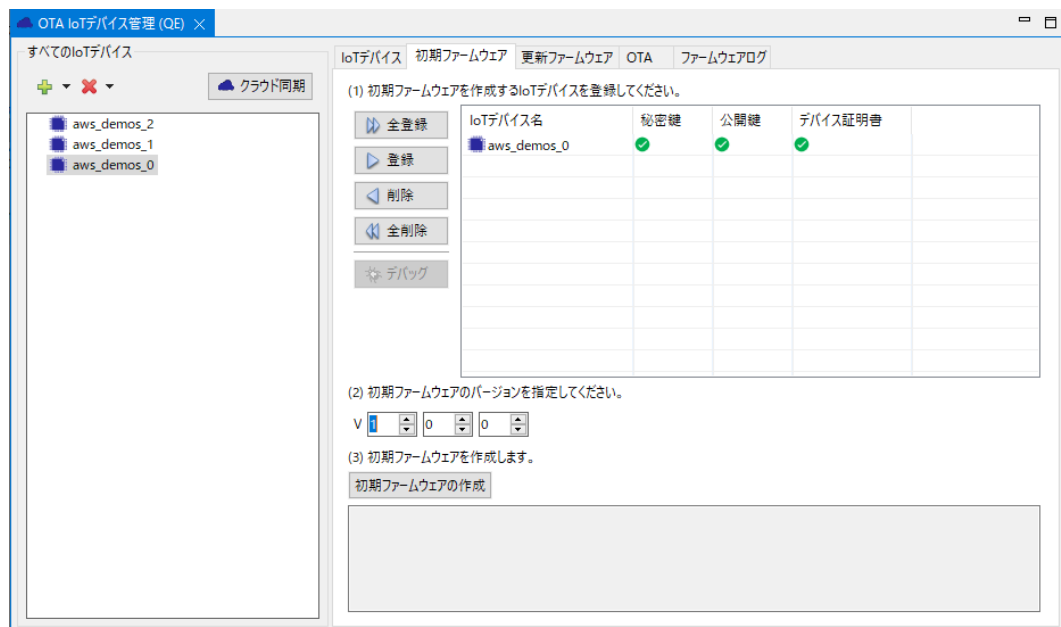 OTA IoTデバイス管理 (QE)
すべてのIoTデバイス
クラウド同期
aws_demos_2
aws_demos_1
aws_demos_0
IoTデバイス 初期ファームウェア 更新ファームウェア OTA ファームウェアログ
(1) 初期ファームウェアを作成するIoTデバイスを登録してください。
全登録
登録
削除
全削除
デバッグ
IoTデバイス名 秘密鍵 公開鍵 デバイス証明書
aws_demos_0
(2) 初期ファームウェアのバージョンを指定してください。
V 1 0 0
(3) 初期ファームウェアを作成します。
初期ファームウェアの作成